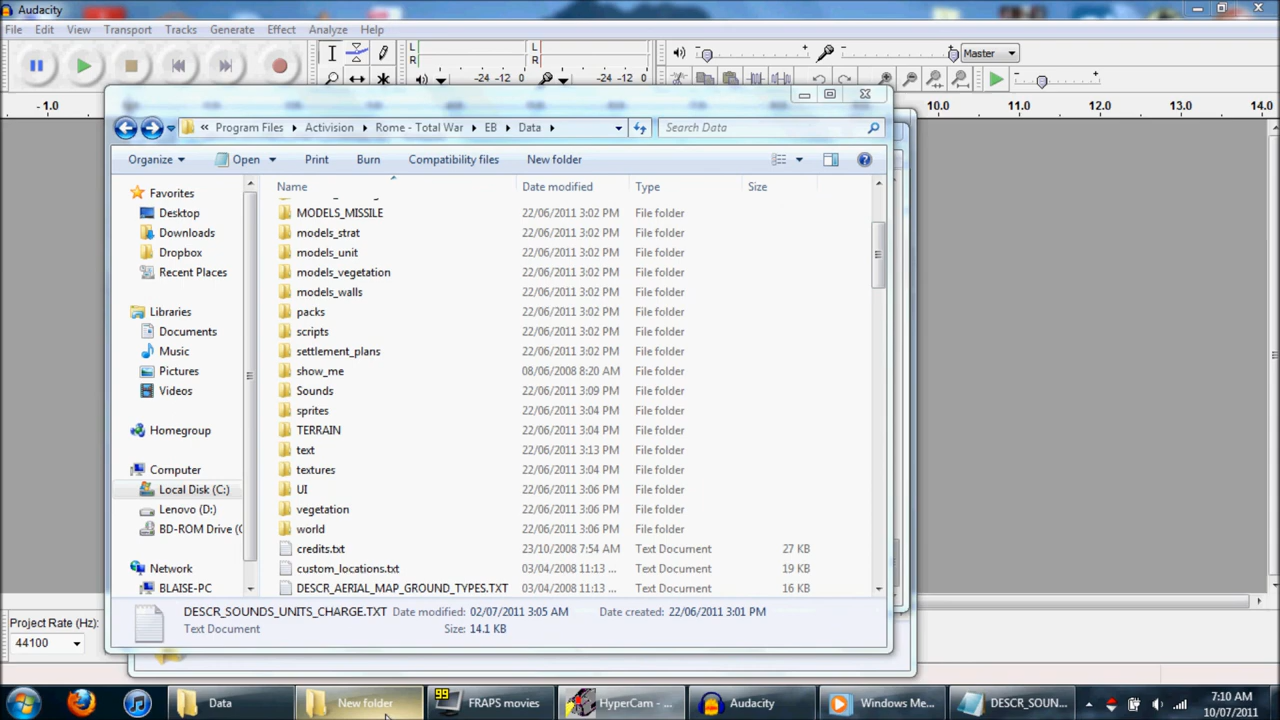 Audacity
File Edit View Transport Tracks Generate Effect Analyze Help
L R -24 -12 0 L R -24 -12 0 Master
-1.0 10.0 11.0 12.0 13.0 14.0
« Program Files Activision Rome - Total War EB Data Search Data
Organize Open Print Burn Compatibility files New folder
Name Date modified Type Size
Favorites
Desktop
Downloads
Dropbox
Recent Places
Libraries
Documents
Music
Pictures
Videos
Homegroup
Computer
Local Disk (C:)
Lenovo (D:)
BD-ROM Drive (
Network
BLAISE-PC
MODELS_MISSILE 22/06/2011 3:02 PM File folder
models_strat 22/06/2011 3:02 PM File folder
models_unit 22/06/2011 3:02 PM File folder
models_vegetation 22/06/2011 3:02 PM File folder
models_walls 22/06/2011 3:02 PM File folder
packs 22/06/2011 3:02 PM File folder
scripts 22/06/2011 3:02 PM File folder
settlement_plans 22/06/2011 3:02 PM File folder
show_me 08/06/2008 8:20 AM File folder
Sounds 22/06/2011 3:09 PM File folder
sprites 22/06/2011 3:04 PM File folder
TERRAIN 22/06/2011 3:04 PM File folder
text 22/06/2011 3:13 PM File folder
textures 22/06/2011 3:04 PM File folder
UI 22/06/2011 3:06 PM File folder
vegetation 22/06/2011 3:06 PM File folder
world 22/06/2011 3:06 PM File folder
credits.txt 23/10/2008 7:54 AM Text Document 27 KB
custom_locations.txt 03/04/2008 11:13 ... Text Document 19 KB
DESCR_AERIAL_MAP_GROUND_TYPES.TXT 03/04/2008 11:13 ... Text Document 16 KB
DESCR_SOUNDS_UNITS_CHARGE.TXT Date modified: 02/07/2011 3:05 AM Date created: 22/06/2011 3:01 PM
Text Document Size: 14.1 KB
Project Rate (Hz):
44100
Data New folder 99 FRAPS movies HyperCam - ... Audacity Windows Me... DESCR_SOUN... 7:10 AM
10/07/2011